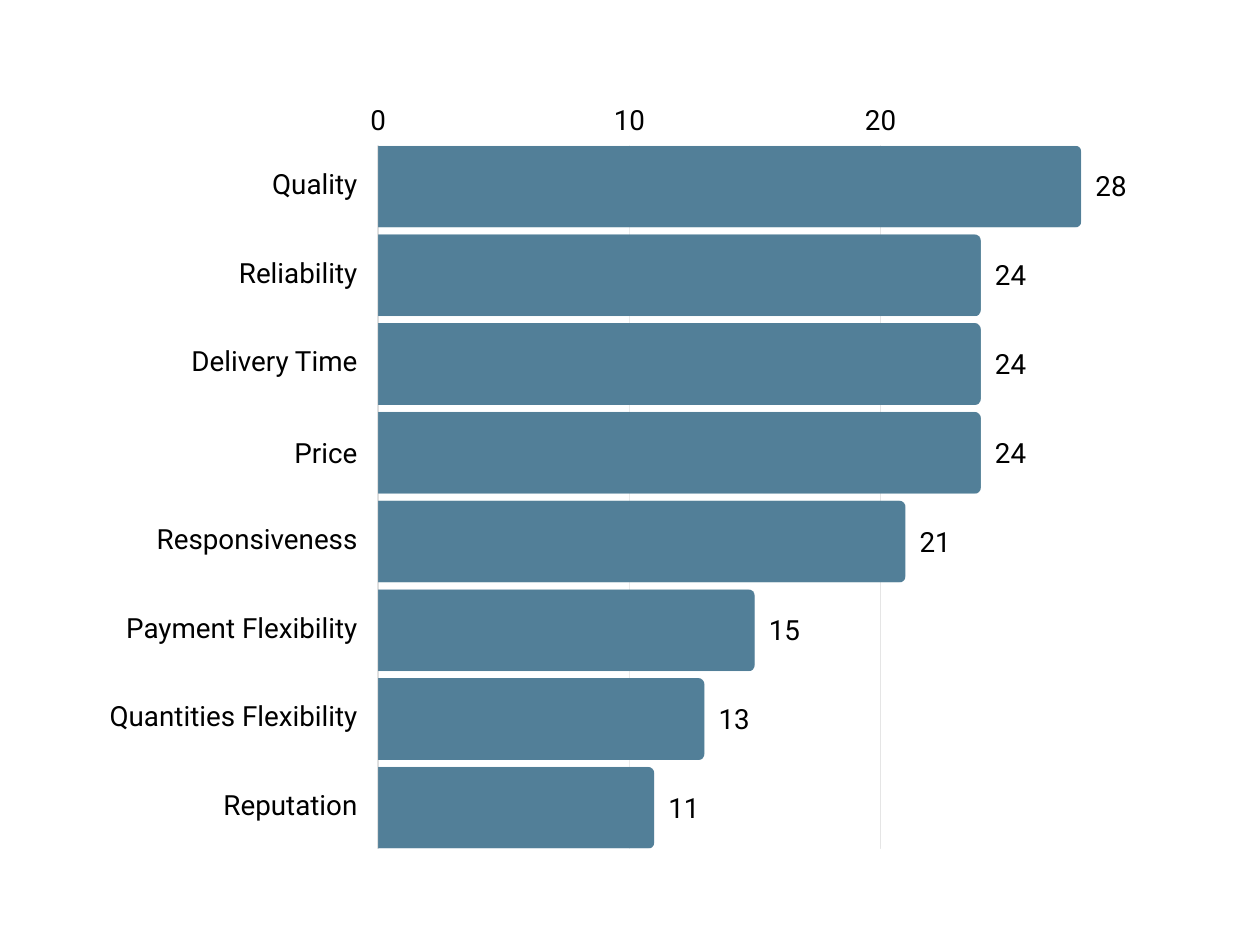 0 10 20
Quality 28
Reliability 24
Delivery Time 24
Price 24
Responsiveness 21
Payment Flexibility 15
Quantities Flexibility 13
Reputation 11